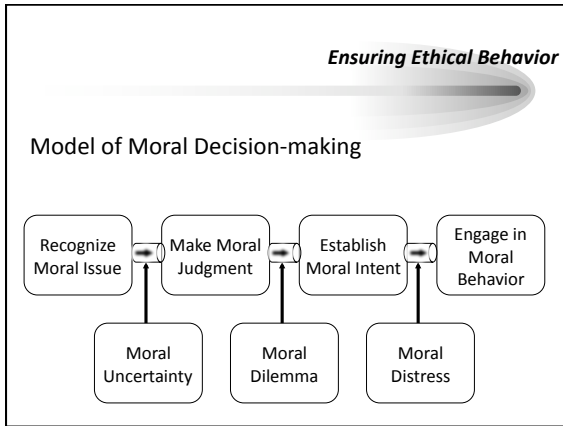 Ensuring Ethical Behavior
Model of Moral Decision-making
Recognize
Moral Issue
Make Moral
Judgment
Establish
Moral Intent
Engage in
Moral
Behavior
Moral
Uncertainty
Moral
Dilemma
Moral
Distress